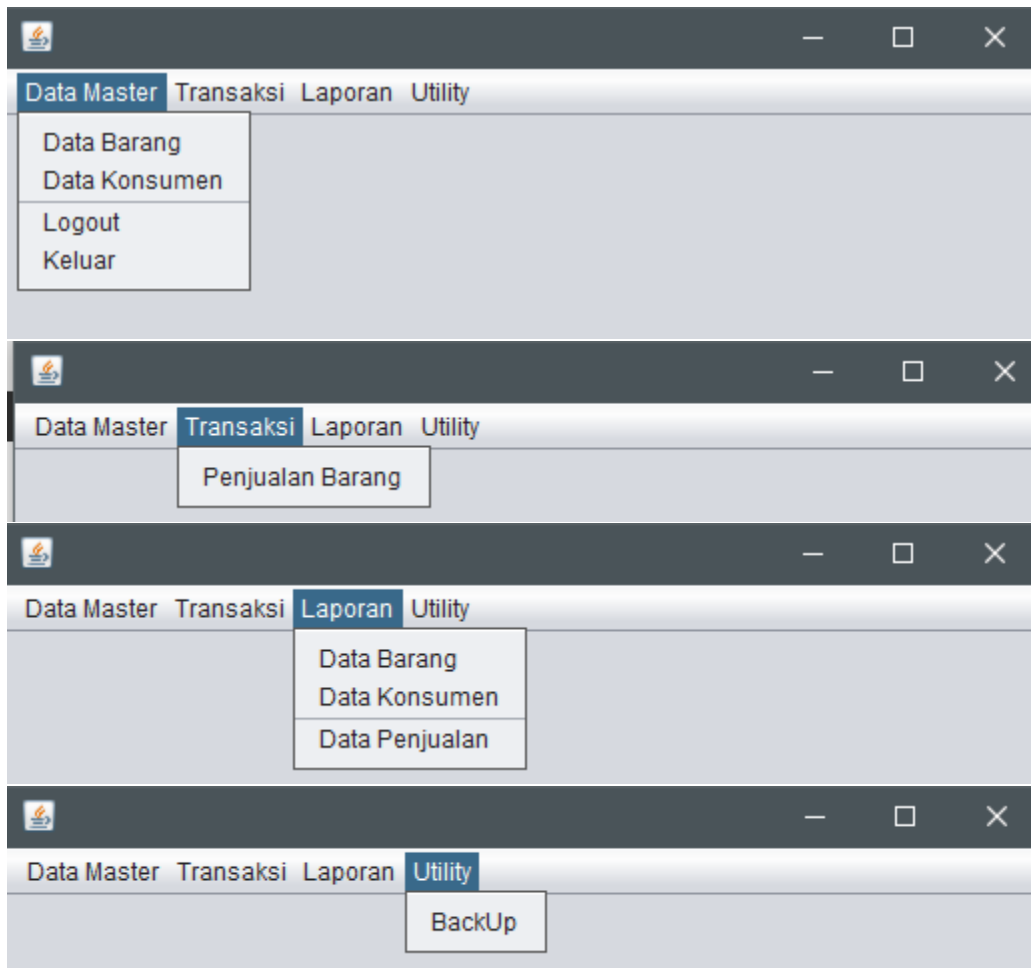 Data Master Transaksi Laporan Utility
Data Barang
Data Konsumen
Logout
Keluar
Data Master Transaksi Laporan Utility
Penjualan Barang
Data Master Transaksi Laporan Utility
Data Barang
Data Konsumen
Data Penjualan
Data Master Transaksi Laporan Utility
BackUp